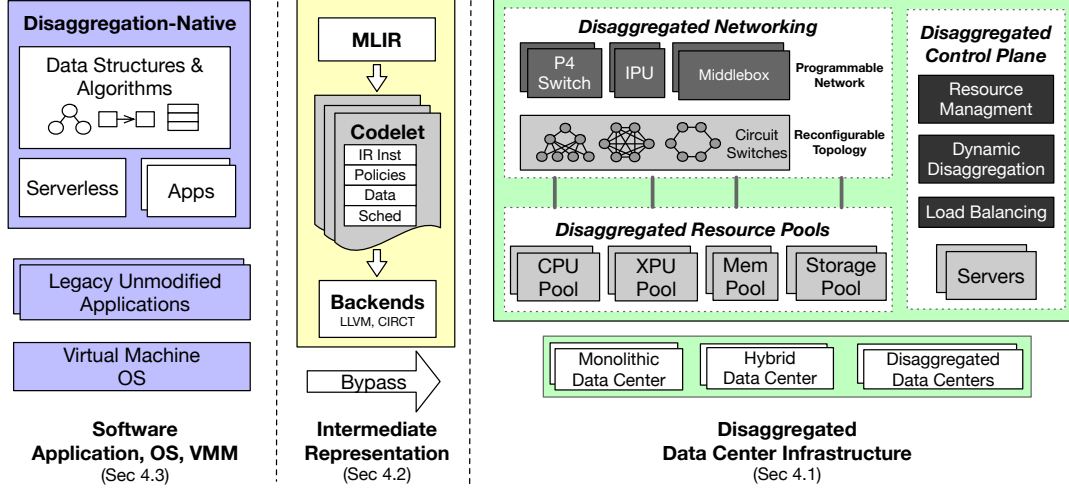 Disaggregation-Native
Data Structures &
Algorithms
Serverless
Apps
Legacy Unmodified
Applications
Virtual Machine
OS
Software
Application, OS, VMM
(Sec 4.3)
MLIR
Codelet
IR Inst
Policies
Data
Sched
Backends
LLVM, CIRCT
Bypass
Intermediate
Representation
(Sec 4.2)
Disaggregated Networking
P4
Switch
IPU
Middlebox
Programmable
Network
Circuit
Switches
Reconfigurable
Topology
Disaggregated Resource Pools
CPU
Pool
XPU
Pool
Mem
Pool
Storage
Pool
Disaggregated
Control Plane
Resource
Managment
Dynamic
Disaggregation
Load Balancing
Servers
Monolithic
Data Center
Hybrid
Data Center
Disaggregated
Data Centers
Disaggregated
Data Center Infrastructure
(Sec 4.1)